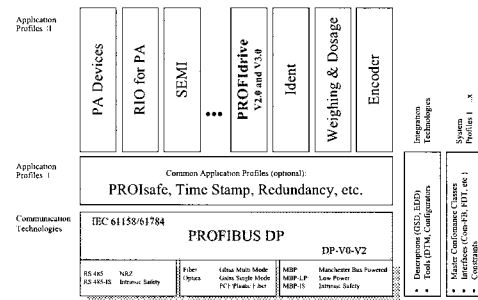 Application
Profiles II
PA Devices
RIO for PA
SEMI
...
PROFIdrive
V2.0 and V3.0
Ident
Weighing & Dosage
Encoder
Integration
Technologies
System
Profiles 1 ...x
Application
Profiles I
Common Application Profiles (optional):
PROIsafe, Time Stamp, Redundancy, etc.
Communication
Technologies
IEC 61158/61784
PROFIBUS DP
DP-V0-V2
RS 485 NRZ
RS 485-IS Intrinsic Safety
Fiber Glass Multi Mode
Optics Galss Single Mode
PCF/Plastic Fiber
MBP Manchester Bus Powered
MBP-LP Low Power
MBP-IS Intrinsic Safety
• Descriptions (GSD, EDD)
• Tools (DTM, Configurators
• Master Confomance Classes
Interfaces (Com-FB, FDT, etc.)
• Constraints